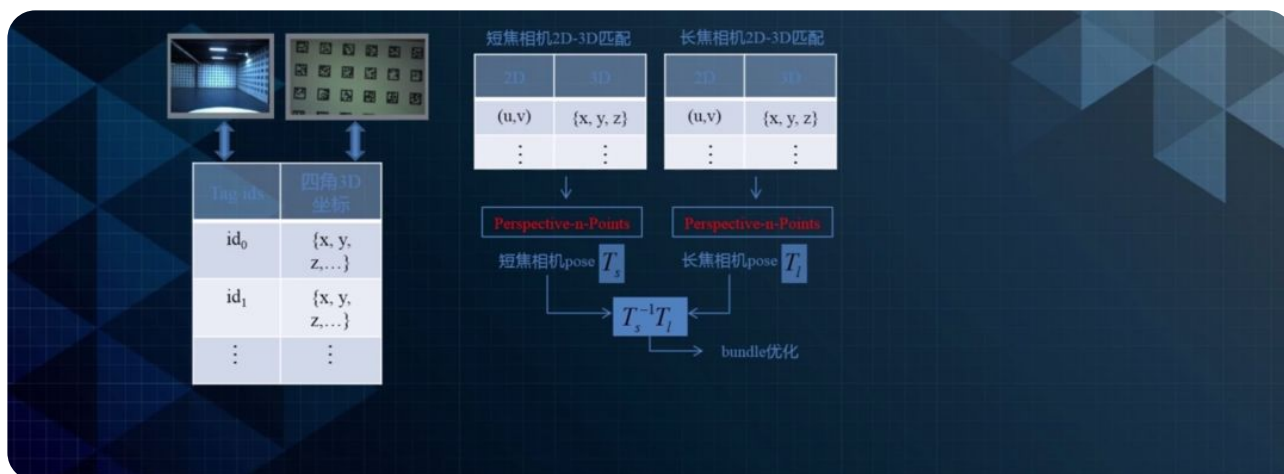 短焦相机2D-3D匹配
长焦相机2D-3D匹配
2D
3D
2D
3D
(u,v)
{x, y, z}
(u,v)
{x, y, z}
⋮
⋮
⋮
⋮
Tag-idx
四角3D
坐标
id₀
{x, y,
z,...}
id₁
{x, y,
z,...}
⋮
⋮
Perspective-n-Points
Perspective-n-Points
短焦相机pose Tₛ
长焦相机pose Tₗ
Tₛ⁻¹Tₗ
bundle优化